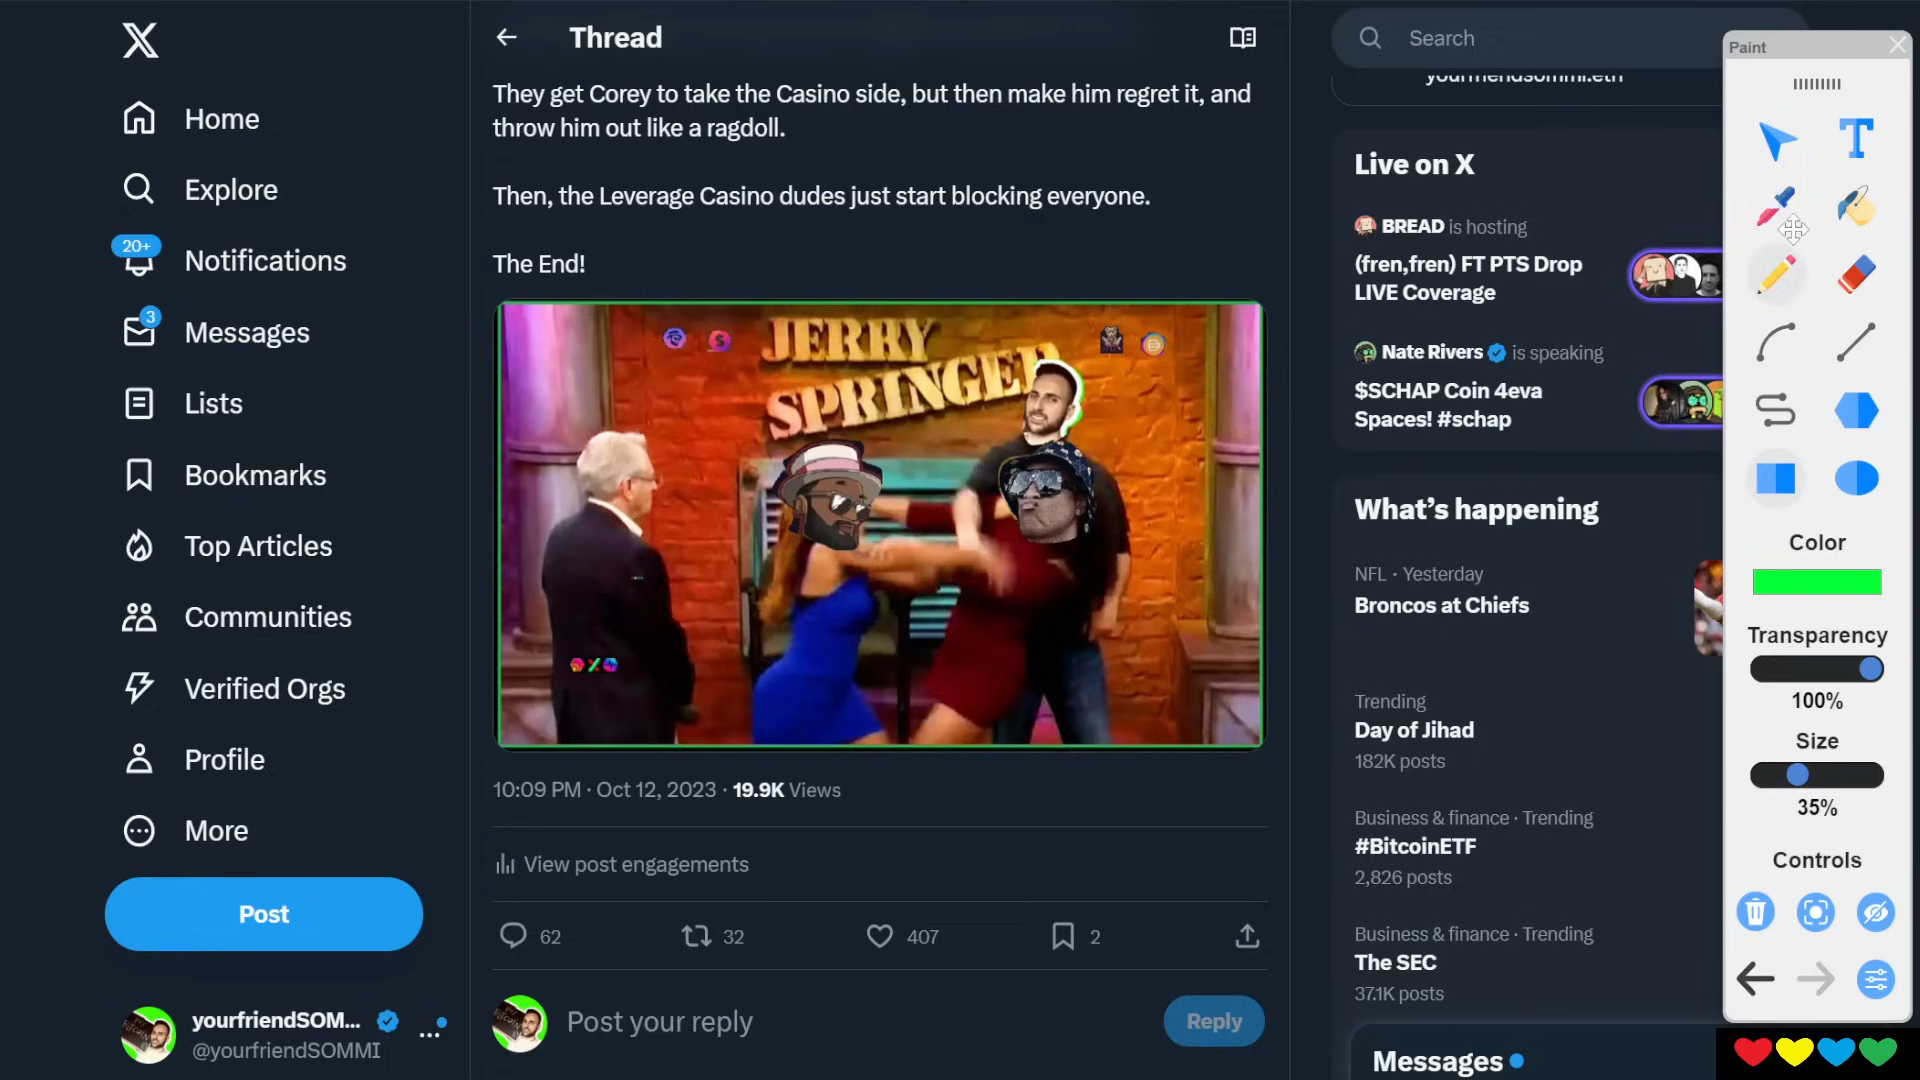 Home
Explore
20+
Notifications
3
Messages
Lists
Bookmarks
Top Articles
Communities
Verified Orgs
Profile
More
Post
yourfriendSOM...
@yourfriendSOMMI
Thread
They get Corey to take the Casino side, but then make him regret it, and
throw him out like a ragdoll.
Then, the Leverage Casino dudes just start blocking everyone.
The End!
JERRY
SPRINGER
10:09 PM · Oct 12, 2023 · 19.9K Views
View post engagements
62
32
407
2
Post your reply
Reply
Search
yourfriendsommi.eth
Live on X
BREAD is hosting
(fren,fren) FT PTS Drop
LIVE Coverage
Nate Rivers is speaking
$SCHAP Coin 4eva
Spaces! #schap
What's happening
NFL · Yesterday
Broncos at Chiefs
Trending
Day of Jihad
182K posts
Business & finance · Trending
#BitcoinETF
2,826 posts
Business & finance · Trending
The SEC
37.1K posts
Messages
Paint
T
Color
Transparency
100%
Size
35%
Controls